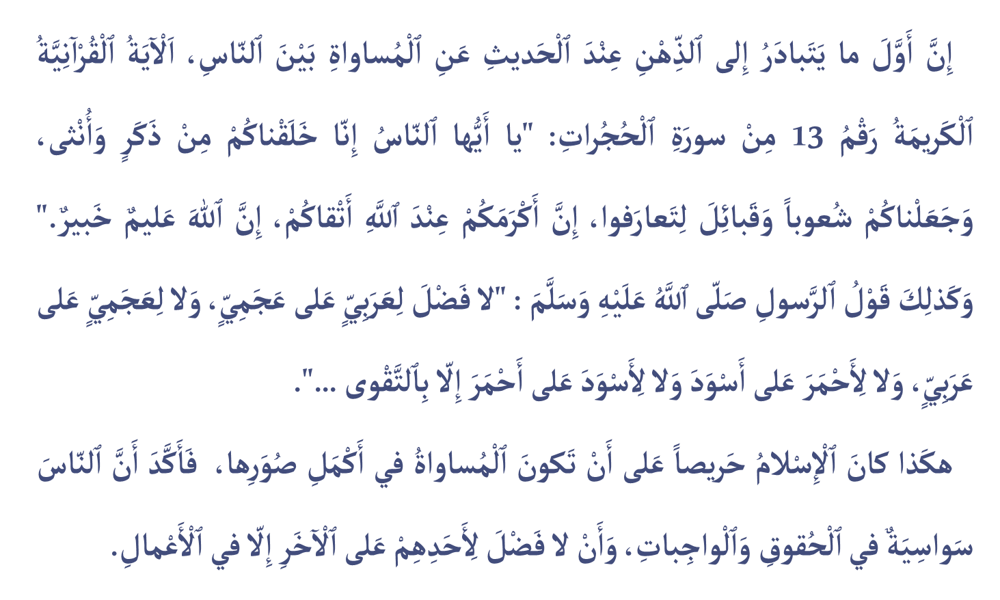 إِنَّ أَوَّلَ ما يَتَبادَرُ إِلى ٱلذِّهْنِ عِنْدَ ٱلْحَديثِ عَنِ ٱلْمُساواةِ بَيْنَ ٱلنّاسِ، اَلْآيَةُ ٱلْقُرْآنِيَّةُ
ٱلْكَريمَةُ رَقْمُ 13 مِنْ سورَةِ ٱلْحُجُراتِ: "يا أَيُّها ٱلنّاسُ إِنّا خَلَقْناكُمْ مِنْ ذَكَرٍ وَأُنْثى،
وَجَعَلْناكُمْ شُعوباً وَقَبائِلَ لِتَعارَفوا، إِنَّ أَكْرَمَكُمْ عِنْدَ ٱللَّهِ أَتْقاكُمْ، إِنَّ ٱللّٰهَ عَليمٌ خَبيرٌ."
وَكَذلِكَ قَوْلُ ٱلرَّسولِ صَلّى ٱللَّهُ عَلَيْهِ وَسَلَّمَ : "لا فَضْلَ لِعَرَبِيٍّ عَلى عَجَمِيٍّ، وَلا لِعَجَمِيٍّ عَلى
عَرَبِيٍّ، وَلا لِأَحْمَرَ عَلى أَسْوَدَ وَلا لِأَسْوَدَ عَلى أَحْمَرَ إِلّا بِٱلتَّقْوى ...".
هكَذا كانَ ٱلْإِسْلامُ حَريصاً عَلى أَنْ تَكونَ ٱلْمُساواةُ في أَكْمَلِ صُوَرِها، فَأَكَّدَ أَنَّ ٱلنّاسَ
سَواسِيَةٌ في ٱلْحُقوقِ وَٱلْواجِباتِ، وَأَنْ لا فَضْلَ لِأَحَدِهِمْ عَلى ٱلْآخَرِ إِلّا في ٱلْأَعْمالِ.